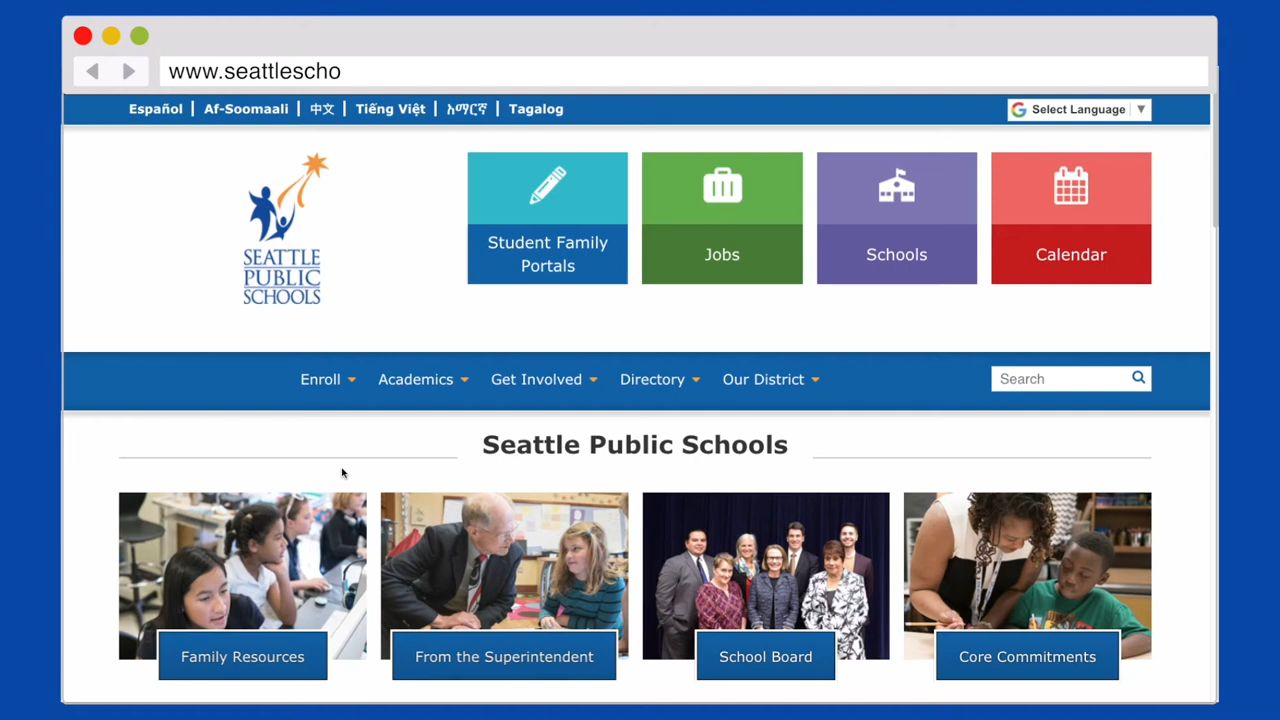 www.seattlescho
Español | Af-Soomaali | 中文 | Tiếng Việt | አማርኛ | Tagalog
Select Language ▼
SEATTLE
PUBLIC
SCHOOLS
Student Family
Portals
Jobs
Schools
Calendar
Enroll
Academics
Get Involved
Directory
Our District
Search
Seattle Public Schools
Family Resources
From the Superintendent
School Board
Core Commitments